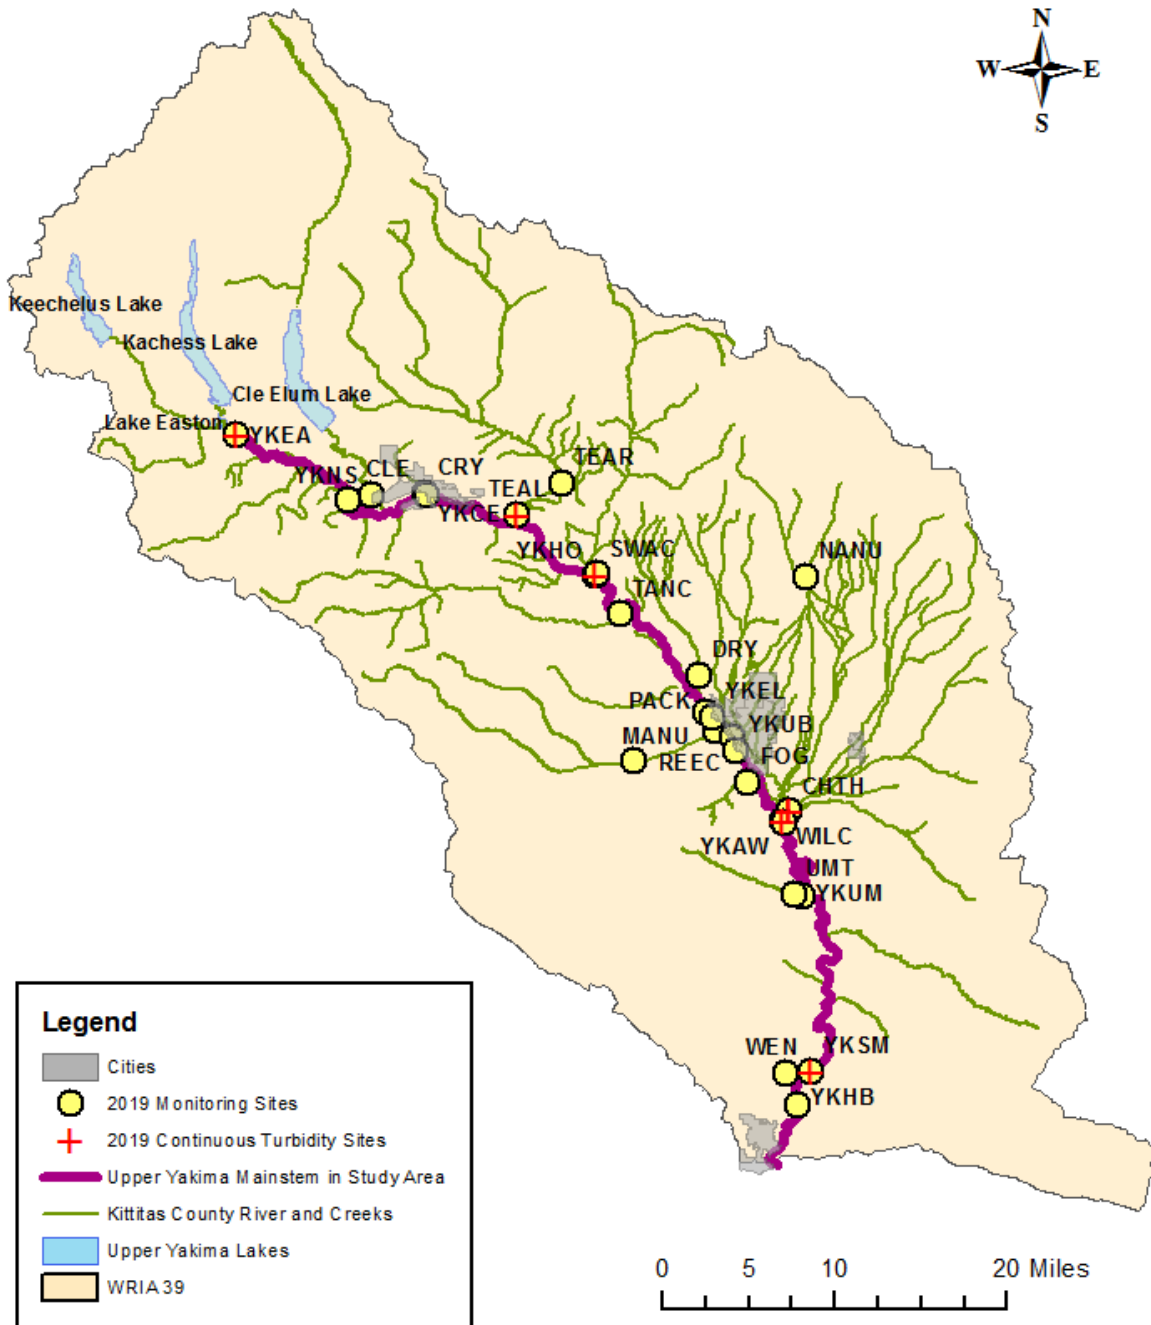 N
W E
S
Keechelus Lake
Kachess Lake
Cle Elum Lake
Lake Easton
YKEA
YKNS
CLE
CRY
YKCE
TEAL
TEAR
YKHO
SWAC
TANC
NANU
DRY
PACK
YKEL
YKUB
MANU
REEC
FOG
CHTH
YKAW
WILC
UMT
YKUM
WEN
YKSM
YKHB
Legend
Cities
2019 Monitoring Sites
2019 Continuous Turbidity Sites
Upper Yakima Mainstem in Study Area
Kittitas County River and Creeks
Upper Yakima Lakes
WRIA 39
0 5 10 20 Miles